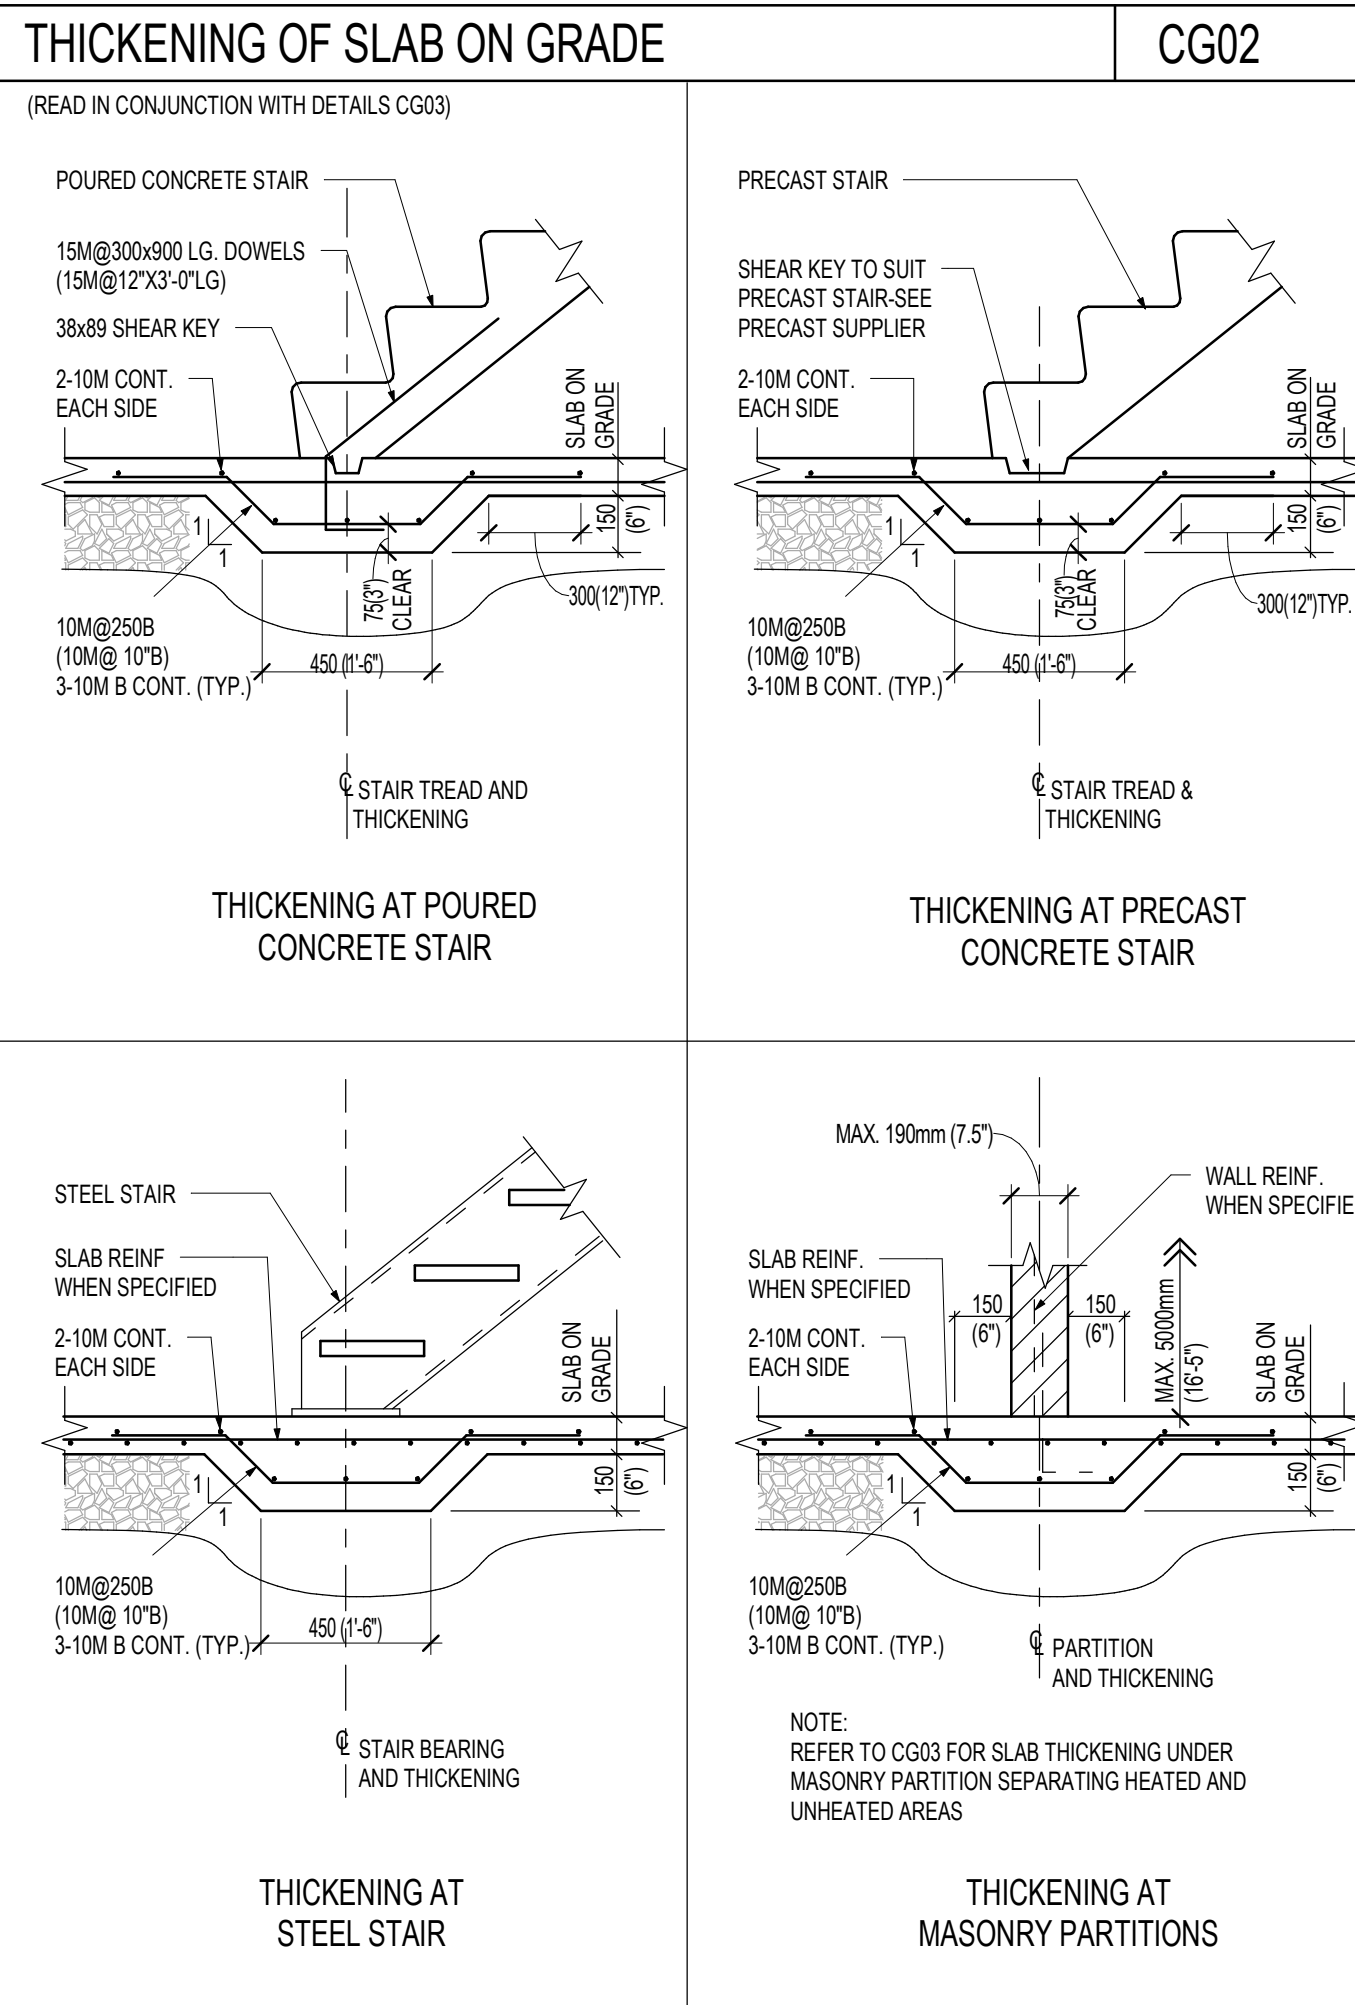 THICKENING OF SLAB ON GRADE
CG02
(READ IN CONJUNCTION WITH DETAILS CG03)
POURED CONCRETE STAIR
15M@300x900 LG. DOWELS
(15M@12"X3'-0"LG)
38x89 SHEAR KEY
2-10M CONT.
EACH SIDE
SLAB ON
GRADE
150
(6")
1
1
75(3")
CLEAR
300(12")TYP.
10M@250B
(10M@ 10"B)
3-10M B CONT. (TYP.)
450 (1'-6")
℄ STAIR TREAD AND
THICKENING
THICKENING AT POURED
CONCRETE STAIR
PRECAST STAIR
SHEAR KEY TO SUIT
PRECAST STAIR-SEE
PRECAST SUPPLIER
2-10M CONT.
EACH SIDE
SLAB ON
GRADE
150
(6")
1
1
75(3")
CLEAR
300(12")TYP.
10M@250B
(10M@ 10"B)
3-10M B CONT. (TYP.)
450 (1'-6")
℄ STAIR TREAD &
THICKENING
THICKENING AT PRECAST
CONCRETE STAIR
STEEL STAIR
SLAB REINF
WHEN SPECIFIED
2-10M CONT.
EACH SIDE
SLAB ON
GRADE
150
(6")
1
1
10M@250B
(10M@ 10"B)
3-10M B CONT. (TYP.)
450 (1'-6")
℄ STAIR BEARING
AND THICKENING
THICKENING AT
STEEL STAIR
MAX. 190mm (7.5")
WALL REINF.
WHEN SPECIFIE
SLAB REINF.
WHEN SPECIFIED
150
(6")
150
(6")
MAX. 5000mm
(16'-5")
2-10M CONT.
EACH SIDE
SLAB ON
GRADE
150
(6")
1
1
10M@250B
(10M@ 10"B)
3-10M B CONT. (TYP.)
℄ PARTITION
AND THICKENING
NOTE:
REFER TO CG03 FOR SLAB THICKENING UNDER
MASONRY PARTITION SEPARATING HEATED AND
UNHEATED AREAS
THICKENING AT
MASONRY PARTITIONS